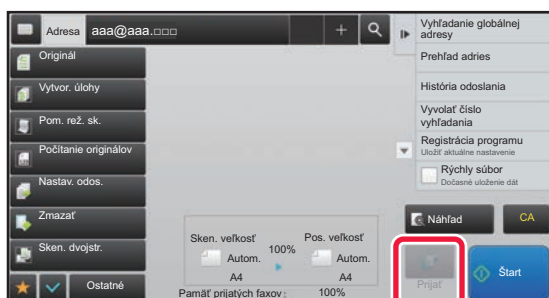 Adresa aaa@aaa.□□□ +
Originál
Vytvor. úlohy
Pom. rež. sk.
Počítanie originálov
Nastav. odos.
Zmazať
Sken. dvojstr.
Ostatné
Sken. veľkosť
100%
Pos. veľkosť
Autom.
A4
Autom.
A4
Pamäť prijatých faxov : 100%
Vyhľadanie globálnej
adresy
Prehľad adries
História odoslania
Vyvolať číslo
vyhľadania
Registrácia programu
Uložiť aktuálne nastavenie
Rýchly súbor
Dočasné uloženie dát
Náhľad
CA
Prijať
Štart